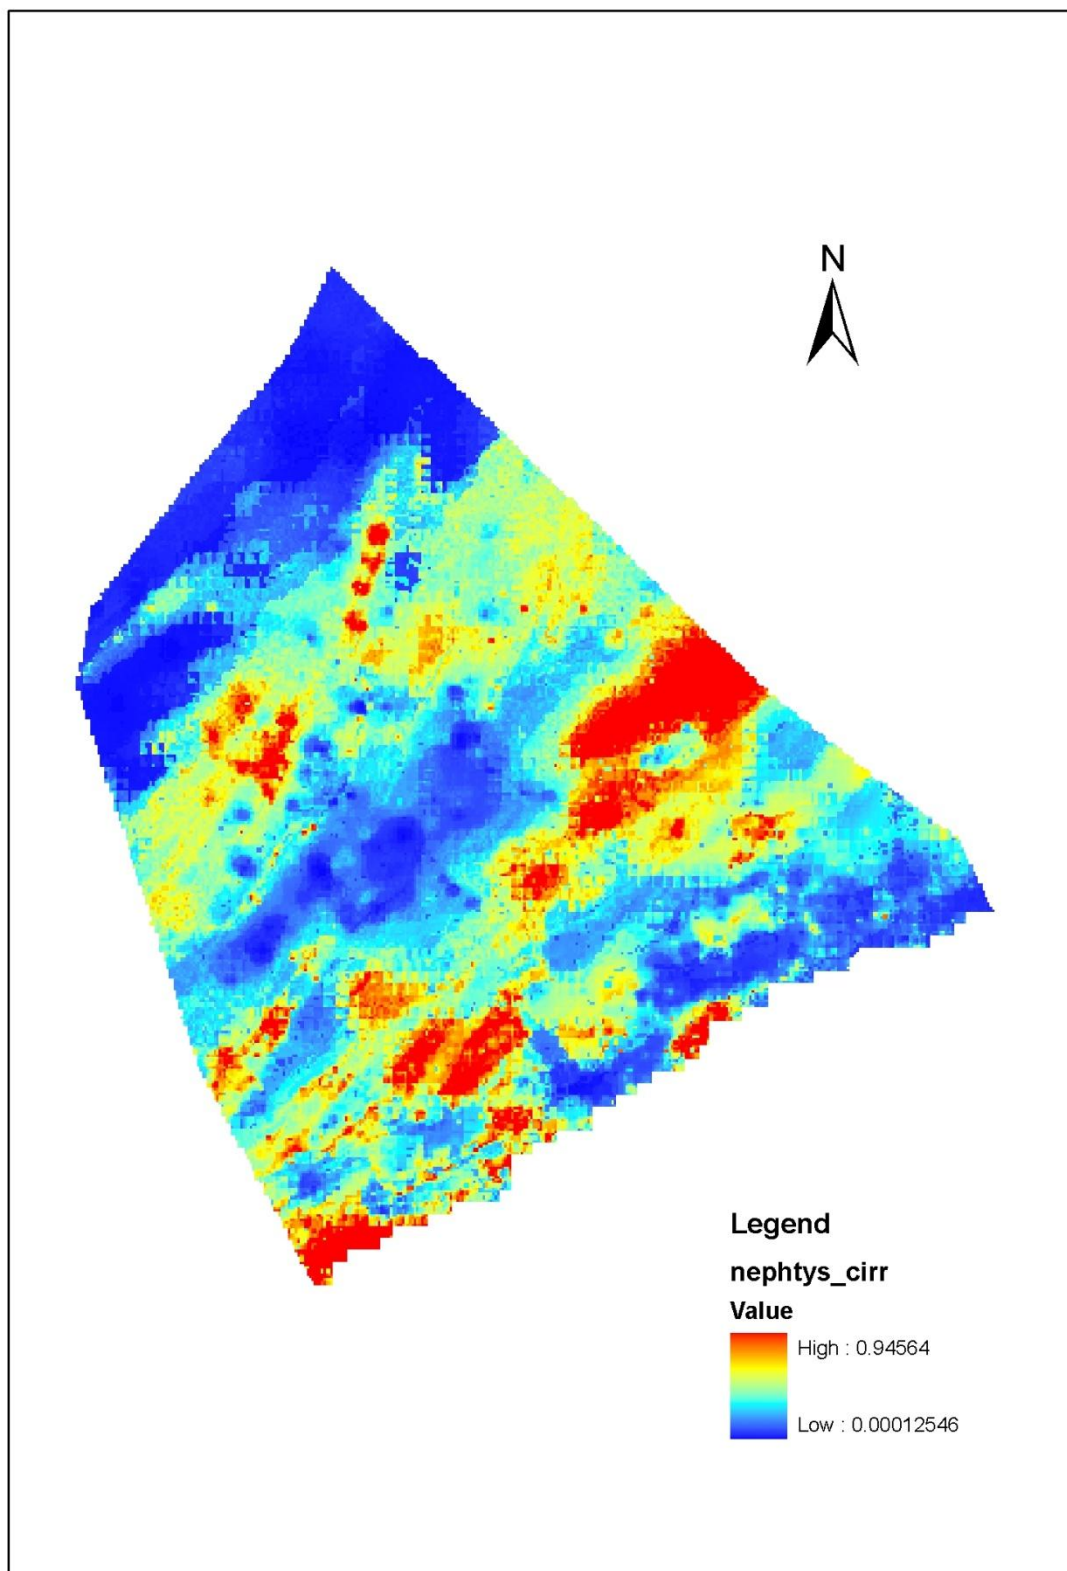 N
Legend
nephtys_cirr
Value
High : 0.94564
Low : 0.00012546